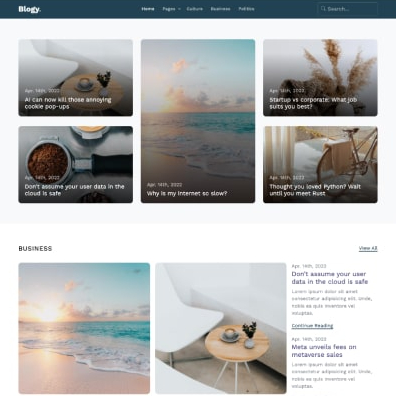 Blogy.
Home Pages Culture Business Politics
Search...
Apr. 14th, 2022
AI can now kill those annoying
cookie pop-ups
Apr. 14th, 2022
Don't assume your user data in the
cloud is safe
Apr. 14th, 2022
Why is my internet so slow?
Apr. 14th, 2022
Startup vs corporate: What job
suits you best?
Apr. 14th, 2022
Thought you loved Python? Wait
until you meet Rust
BUSINESS
View All
Apr. 14th, 2022
Don't assume your user
data in the cloud is safe
Lorem ipsum dolor sit amet
consectetur adipisicing elit. Unde,
quas dicta inventore vel
voluptas.
Continue Reading
Apr. 14th, 2022
Meta unveils fees on
metaverse sales
Lorem ipsum dolor sit amet
consectetur adipisicing elit. Unde,
quas dicta inventore vel
voluptas.